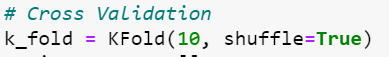 # Cross Validation
k_fold = KFold(10, shuffle=True)